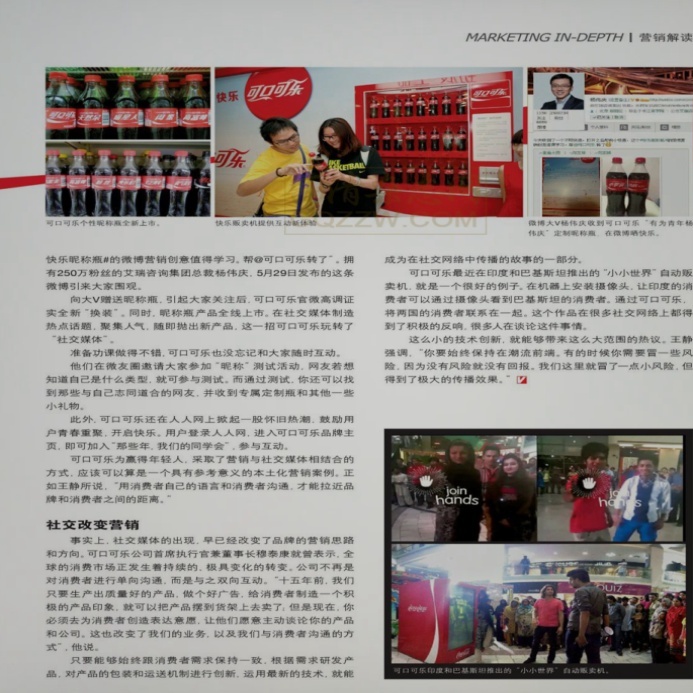 MARKETING IN-DEPTH | 营销解读
快乐
可口可乐
可口可乐个性昵称瓶全新上市。
快乐贩卖机提供互动新体验
微博大V杨伟庆收到可口可乐“有为青年杨
伟庆”定制昵称瓶，在微博晒快乐。
快乐昵称瓶#的微博营销创意值得学习。帮@可口可乐转了”。拥
有250万粉丝的艾瑞咨询集团总裁杨伟庆，5月29日发布的这条
微博引来大家围观。
向大V赠送昵称瓶，引起大家关注后，可口可乐官微高调证
实全新“换装”。同时，昵称瓶产品全线上市。在社交媒体制造
热点话题，聚集人气，随即抛出新产品，这一招可口可乐玩转了
“社交媒体”。
准备功课做得不错，可口可乐也没忘记和大家随时互动。
他们在微友圈邀请大家参加“昵称”测试活动，网友若想
知道自己是什么类型，就可参与测试。而通过测试，你还可以找
到那些与自己志同道合的网友，并收到专属定制瓶和其他一些
小礼物。
此外，可口可乐还在人人网上掀起一股怀旧热潮，鼓励用
户青春重聚，开启快乐。用户登录人人网，进入可口可乐品牌主
页，即可加入“那些年，我们的同学会”，参与互动。
可口可乐为赢得年轻人，采取了营销与社交媒体相结合的
方式，应该可以算是一个具有参考意义的本土化营销案例。正
如王静所说，“用消费者自己的语言和消费者沟通，才能拉近品
牌和消费者之间的距离。”
社交改变营销
事实上，社交媒体的出现，早已经改变了品牌的营销思路
和方向。可口可乐公司首席执行官兼董事长穆泰康就曾表示，全
球的消费市场正发生着持续的、极具变化的转变。公司不再是
对消费者进行单向沟通，而是与之双向互动。“十五年前，我们
只要生产出质量好的产品，做个好广告，给消费者制造一个积
极的产品印象，就可以把产品摆到货架上去卖了，但是现在，你
必须去为消费者创造表达意愿，让他们愿意主动谈论你的产品
和公司。这也改变了我们的业务，以及我们与消费者沟通的方
式”，他说。
只要能够始终跟消费者需求保持一致，根据需求研发产
品，对产品的包装和运送机制进行创新，运用最新的技术，就能
成为在社交网络中传播的故事的一部分。
可口可乐最近在印度和巴基斯坦推出的“小小世界”自动贩
卖机，就是一个很好的例子。在机器上安装摄像头，让印度的消
费者可以通过摄像头看到巴基斯坦的消费者。通过可口可乐，
将两国的消费者联系在一起。这个作品在很多社交网络上都得
到了积极的反响，很多人在谈论这件事情。
这么小的技术创新，就能够带来这么大范围的热议。王静
强调，“你要始终保持在潮流前端。有的时候你需要冒一些风
险，因为没有风险就没有回报。我们这里就冒了一点小风险，但
得到了极大的传播效果。”
join
hands
join
hands
QUIZ
可口可乐印度和巴基斯坦推出的“小小世界”自动贩卖机。